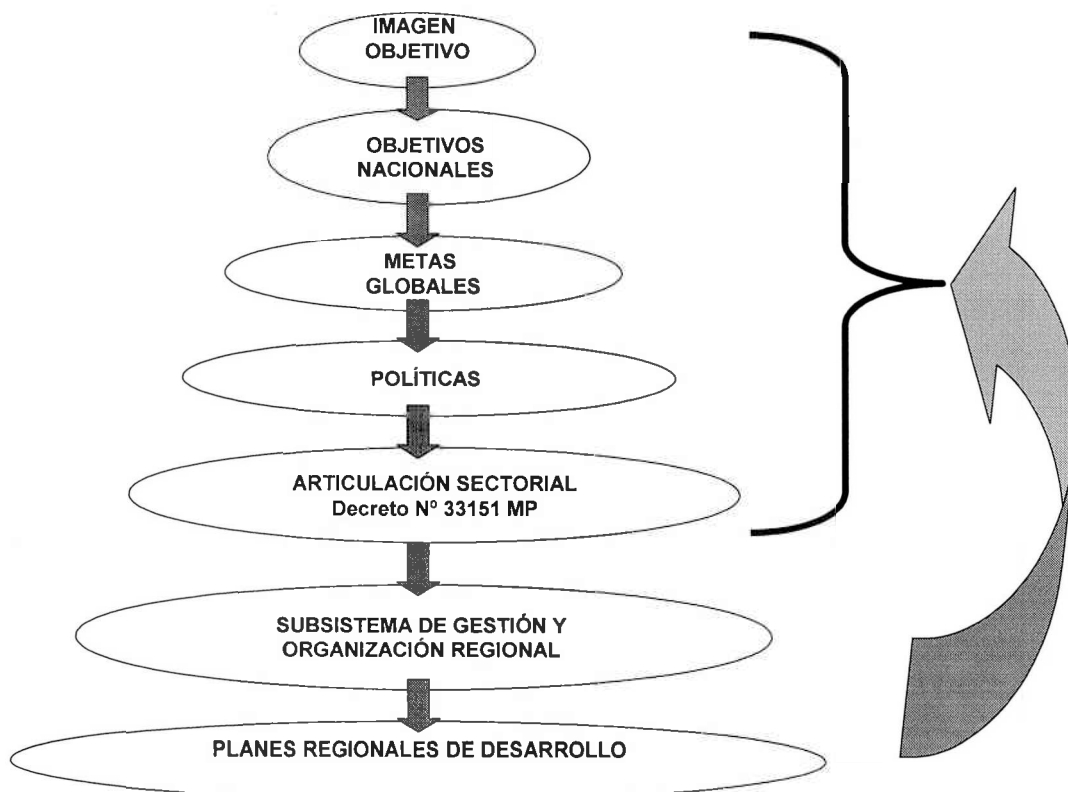 IMAGEN
OBJETIVO
OBJETIVOS
NACIONALES
METAS
GLOBALES
POLÍTICAS
ARTICULACIÓN SECTORIAL
Decreto Nº 33151 MP
SUBSISTEMA DE GESTIÓN Y
ORGANIZACIÓN REGIONAL
PLANES REGIONALES DE DESARROLLO